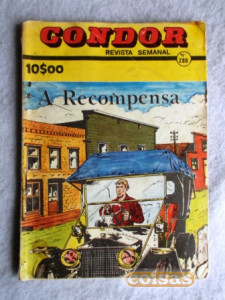 CONDOR
REVISTA SEMANAL
10$00
A Recompensa
coisas